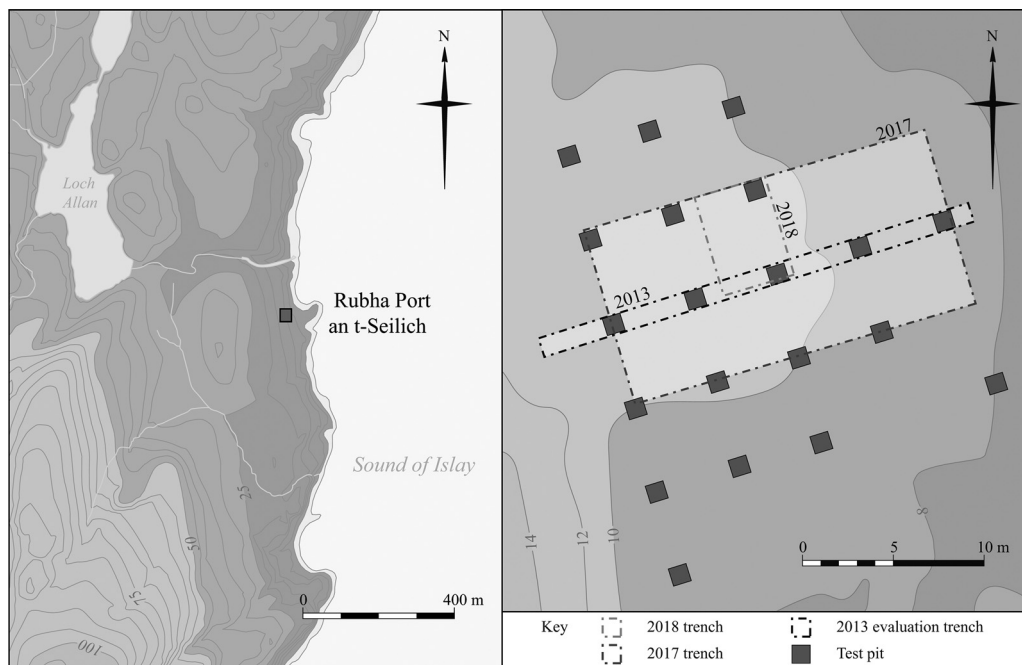 N
Loch
Allan
Rubha Port
an t-Seilich
Sound of Islay
25
50
75
100
0 400 m
N
2017
2018
2013
14
12
10
8
0 5 10 m
Key
2018 trench
2013 evaluation trench
2017 trench
Test pit